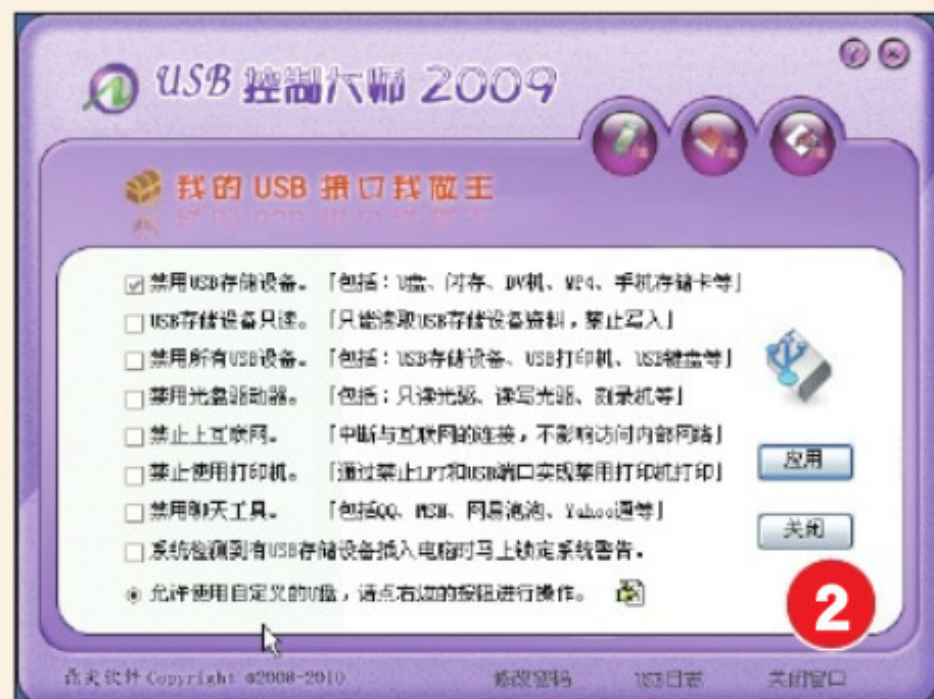 USB 控制大师 2009
我的 USB 接口我做主
禁用USB存储设备。「包括：U盘、闪存、DV机、MP4、手机存储卡等」
USB存储设备只读。「只能读取USB存储设备资料，禁止写入」
禁用所有USB设备。「包括：USB存储设备、USB打印机、USB键盘等」
禁用光盘驱动器。「包括：只读光驱、读写光驱、刻录机等」
禁止上互联网。「中断与互联网的连接，不影响访问内部网络」
应用
禁止使用打印机。「通过禁止LPT和USB端口实现禁用打印机打印」
禁用聊天工具。「包括QQ、MSN、网易泡泡、Yahoo通等」
关闭
系统检测到有USB存储设备插入电脑时马上锁定系统警告。
允许使用自定义的U盘，请点右边的按钮进行操作。
2
软件 Copyright @2008-2010 修改密码 USB日志 关闭窗口